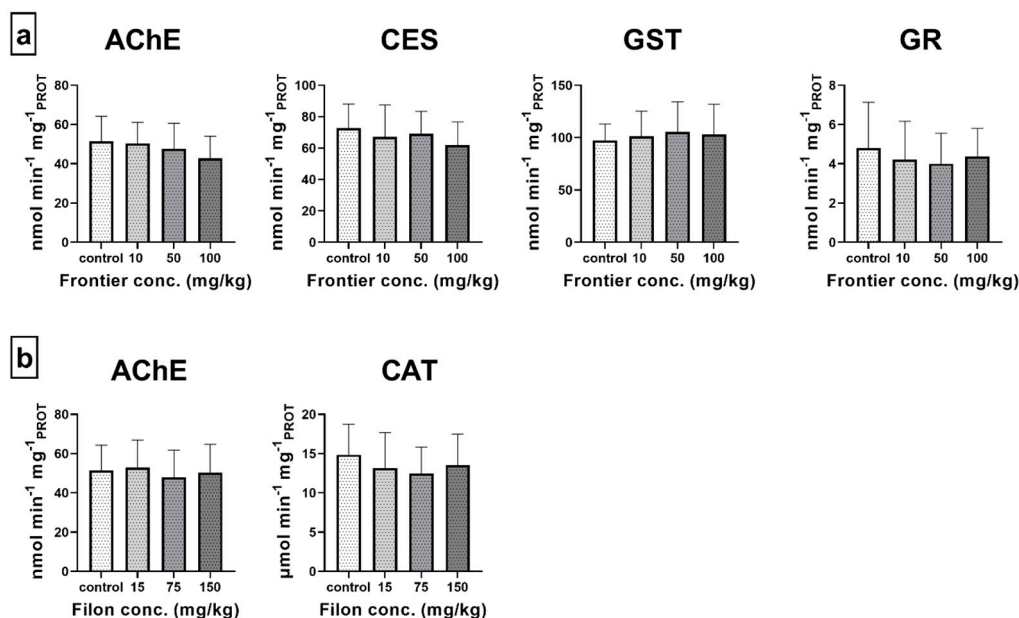 a
AChE
CES
GST
GR
nmol min-1 mg-1PROT
80
60
40
20
0
control 10 50 100
Frontier conc. (mg/kg)
nmol min-1 mg-1PROT
100
80
60
40
20
0
control 10 50 100
Frontier conc. (mg/kg)
nmol min-1 mg-1PROT
150
100
50
0
control 10 50 100
Frontier conc. (mg/kg)
nmol min-1 mg-1PROT
8
6
4
2
0
control 10 50 100
Frontier conc. (mg/kg)
b
AChE
CAT
nmol min-1 mg-1PROT
80
60
40
20
0
control 15 75 150
Filon conc. (mg/kg)
µmol min-1 mg-1PROT
20
15
10
5
0
control 15 75 150
Filon conc. (mg/kg)